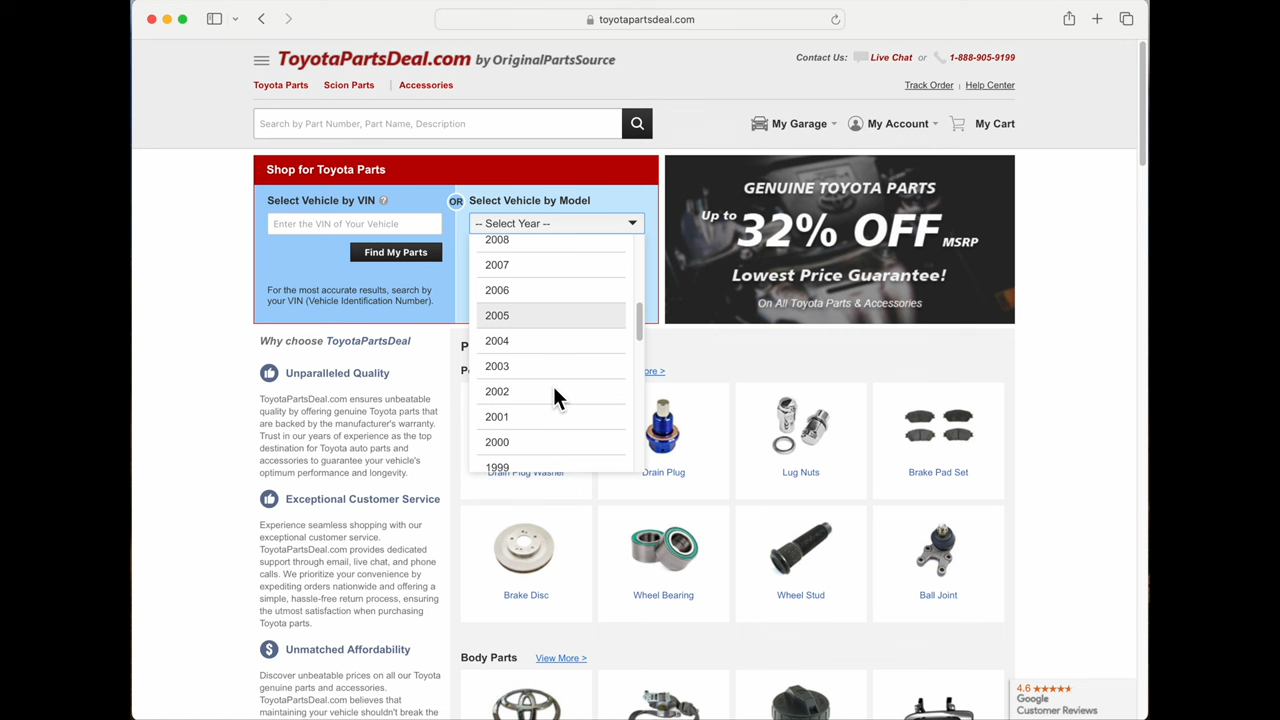 toyotapartsdeal.com
ToyotaPartsDeal.com by OriginalPartsSource
Contact Us: Live Chat or 1-888-905-9199
Toyota Parts Scion Parts | Accessories
Track Order | Help Center
Search by Part Number, Part Name, Description
My Garage My Account My Cart
Shop for Toyota Parts
Select Vehicle by VIN ?
Enter the VIN of Your Vehicle
Find My Parts
For the most accurate results, search by
your VIN (Vehicle Identification Number).
OR
Select Vehicle by Model
-- Select Year --
2008
2007
2006
2005
2004
2003
2002
2001
2000
1999
GENUINE TOYOTA PARTS
Up to 32% OFF MSRP
Lowest Price Guarantee!
On All Toyota Parts & Accessories
Why choose ToyotaPartsDeal
Unparalleled Quality
ToyotaPartsDeal.com ensures unbeatable
quality by offering genuine Toyota parts that
are backed by the manufacturer's warranty.
Trust in our years of experience as the top
destination for Toyota auto parts and
accessories to guarantee your vehicle's
optimum performance and longevity.
Exceptional Customer Service
Experience seamless shopping with our
exceptional customer service.
ToyotaPartsDeal.com provides dedicated
support through email, live chat, and phone
calls. We prioritize your convenience by
expediting orders nationwide and offering a
simple, hassle-free return process, ensuring
the utmost satisfaction when purchasing
Toyota parts.
$ Unmatched Affordability
Discover unbeatable prices on all our Toyota
genuine parts and accessories.
ToyotaPartsDeal.com believes that
maintaining your vehicle shouldn't break the
Drain Plug Washer
Drain Plug
Lug Nuts
Brake Pad Set
Brake Disc
Wheel Bearing
Wheel Stud
Ball Joint
Body Parts View More >
4.6
Google
Customer Reviews